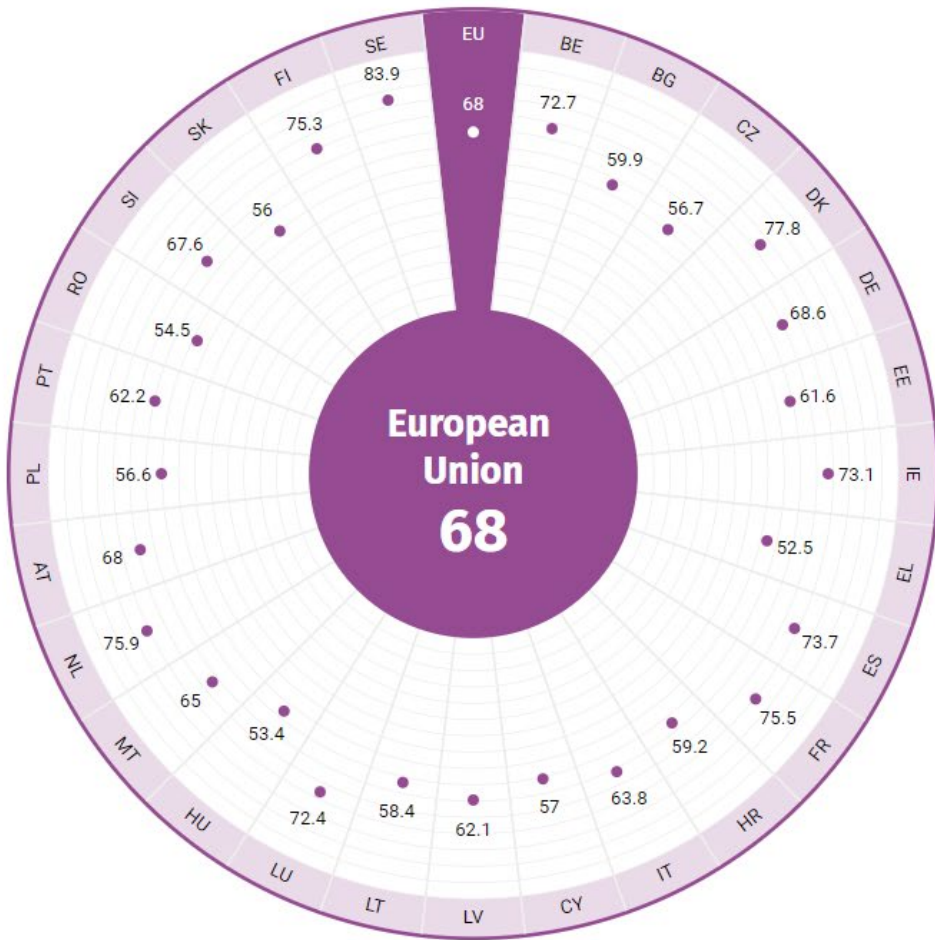 EU
68
BE
72.7
BG
59.9
CZ
56.7
DK
77.8
DE
68.6
EE
61.6
IE
73.1
EL
52.5
ES
73.7
FR
75.5
HR
59.2
IT
63.8
CY
57
LV
62.1
LT
58.4
LU
72.4
HU
53.4
MT
65
NL
75.9
AT
68
PL
56.6
PT
62.2
RO
54.5
SI
67.6
SK
56
FI
75.3
SE
83.9
European
Union
68